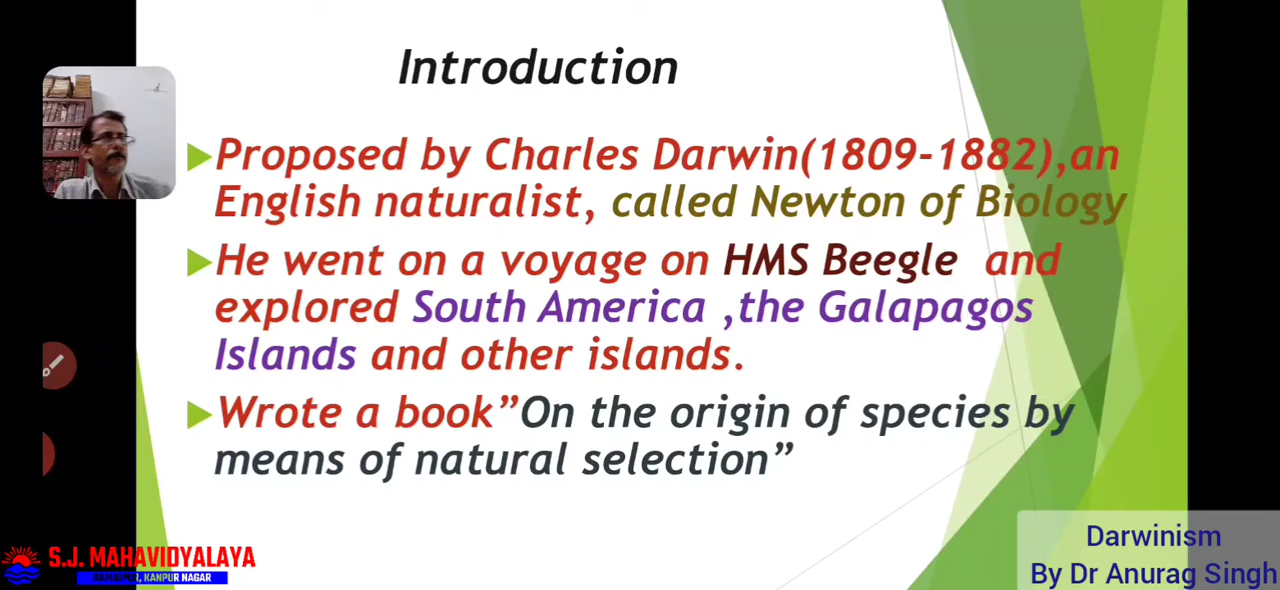 Introduction
Proposed by Charles Darwin(1809-1882),an
English naturalist, called Newton of Biology
He went on a voyage on HMS Beegle and
explored South America ,the Galapagos
Islands and other islands.
Wrote a book”On the origin of species by
means of natural selection”
S.J. MAHAVIDYALAYA
RAMAIPUR, KANPUR NAGAR
Darwinism
By Dr Anurag Singh